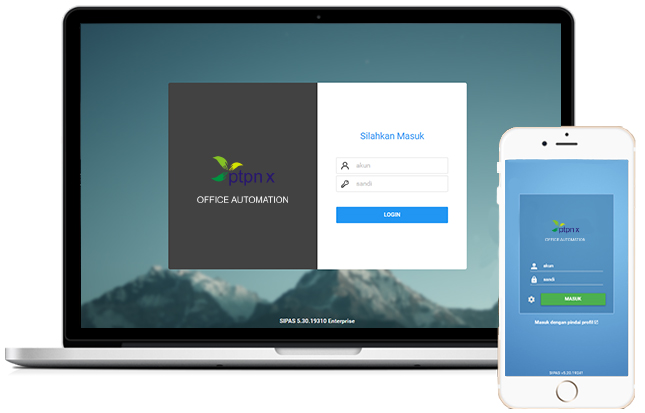 Silahkan Masuk
ptpn x
OFFICE AUTOMATION
akun
sandi
LOGIN
SIPAS 5.30.19310 Enterprise
ptpn x
OFFICE AUTOMATION
akun
sandi
MASUK
Masuk dengan pindai profil